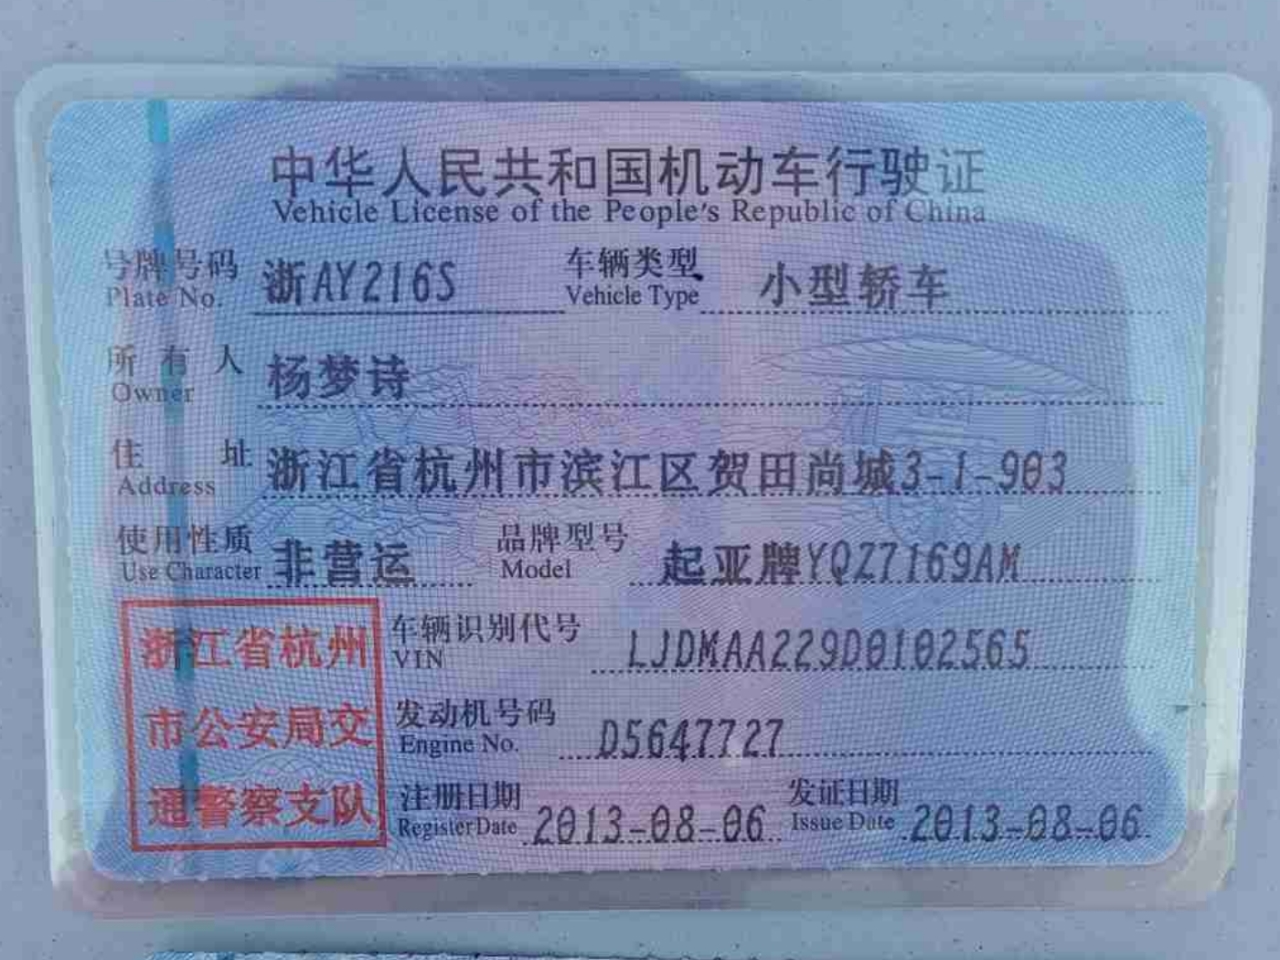 中华人民共和国机动车行驶证
Vehicle License of the People's Republic of China
号牌号码 浙AY216S 车辆类型 小型轿车
Plate No. Vehicle Type
所有人 杨梦诗
Owner
住址 浙江省杭州市滨江区贺田尚城3-1-903
Address
使用性质 非营运 品牌型号 起亚牌YQZ7169AM
Use Character Model
浙江省杭州 车辆识别代号 LJDMAA229D0102565
VIN
市公安局交 发动机号码 D5647727
Engine No.
通警察支队 注册日期 2013-08-06 发证日期 2013-08-06
Register Date Issue Date